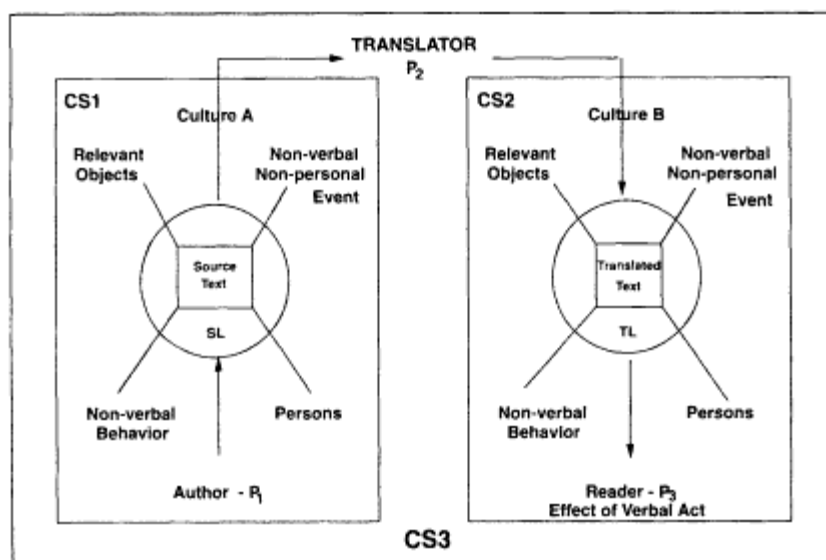 TRANSLATOR
P2
CS1
Culture A
Relevant
Objects
Non-verbal
Non-personal
Event
Source
Text
SL
Non-verbal
Behavior
Persons
Author - P1
CS2
Culture B
Relevant
Objects
Non-verbal
Non-personal
Event
Translated
Text
TL
Non-verbal
Behavior
Persons
Reader - P3
Effect of Verbal Act
CS3